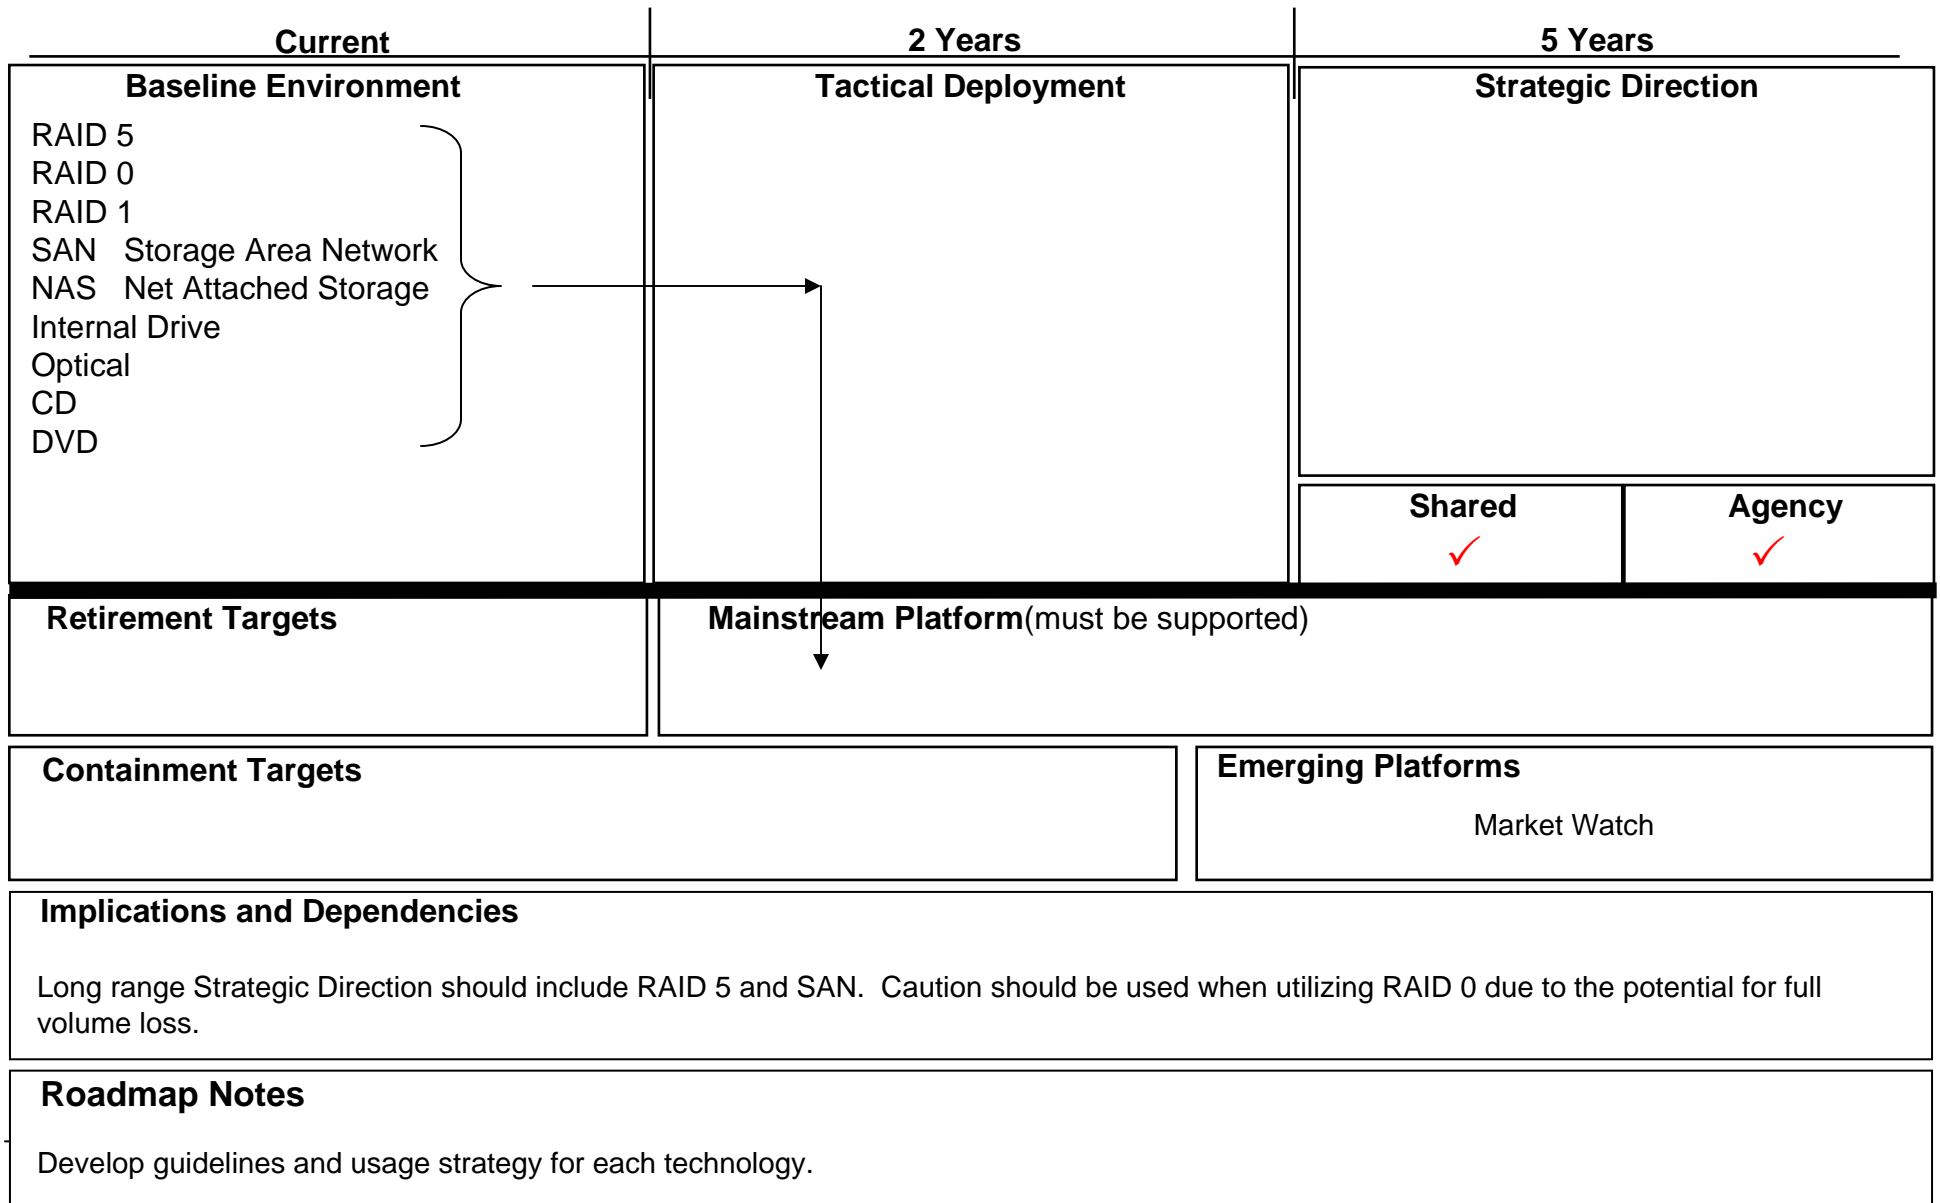 Current
2 Years
5 Years
Baseline Environment
RAID 5
RAID 0
RAID 1
SAN Storage Area Network
NAS Net Attached Storage
Internal Drive
Optical
CD
DVD
Tactical Deployment
Strategic Direction
Shared
✓
Agency
✓
Retirement Targets
Mainstream Platform(must be supported)
Containment Targets
Emerging Platforms
Market Watch
Implications and Dependencies
Long range Strategic Direction should include RAID 5 and SAN. Caution should be used when utilizing RAID 0 due to the potential for full
volume loss.
Roadmap Notes
Develop guidelines and usage strategy for each technology.